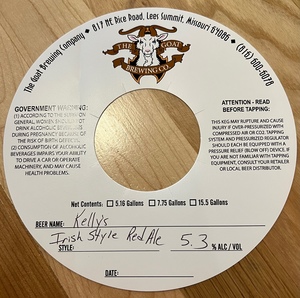 The Goat Brewing Company ✦ 817 NE Rice Road, Lees Summit, Missouri 64086 ✦ (816) 600-6078
THE GOAT
BREWING CO.
GOVERNMENT WARNING:
(1) ACCORDING TO THE SURGEON
GENERAL, WOMEN SHOULD NOT
DRINK ALCOHOLIC BEVERAGES
DURING PREGNANCY BECAUSE OF
THE RISK OF BIRTH DEFECTS.
(2) CONSUMPTION OF ALCOHOLIC
BEVERAGES IMPAIRS YOUR ABILITY
TO DRIVE A CAR OR OPERATE
MACHINERY, AND MAY CAUSE
HEALTH PROBLEMS.
ATTENTION - READ
BEFORE TAPPING:
THIS KEG MAY RUPTURE AND CAUSE
INJURY IF OVER-PRESSURIZED WITH
COMPRESSED AIR OR CO2. TAPPING
SYSTEM AND PRESSURE REGULATOR
SHOULD EACH BE EQUIPPED WITH A
PRESSURE RELIEF (BLOW OFF) DEVICE. IF
YOU ARE NOT FAMILIAR WITH TAPPING
EQUIPMENT, CONSULT YOUR RETAILER
OR LOCAL BEER DISTRIBUTOR.
Net Contents: 5.16 Gallons 7.75 Gallons 15.5 Gallons
BEER NAME: Kelly's
STYLE: Irish Style Red Ale 5.3 % ALC / VOL
DATE: